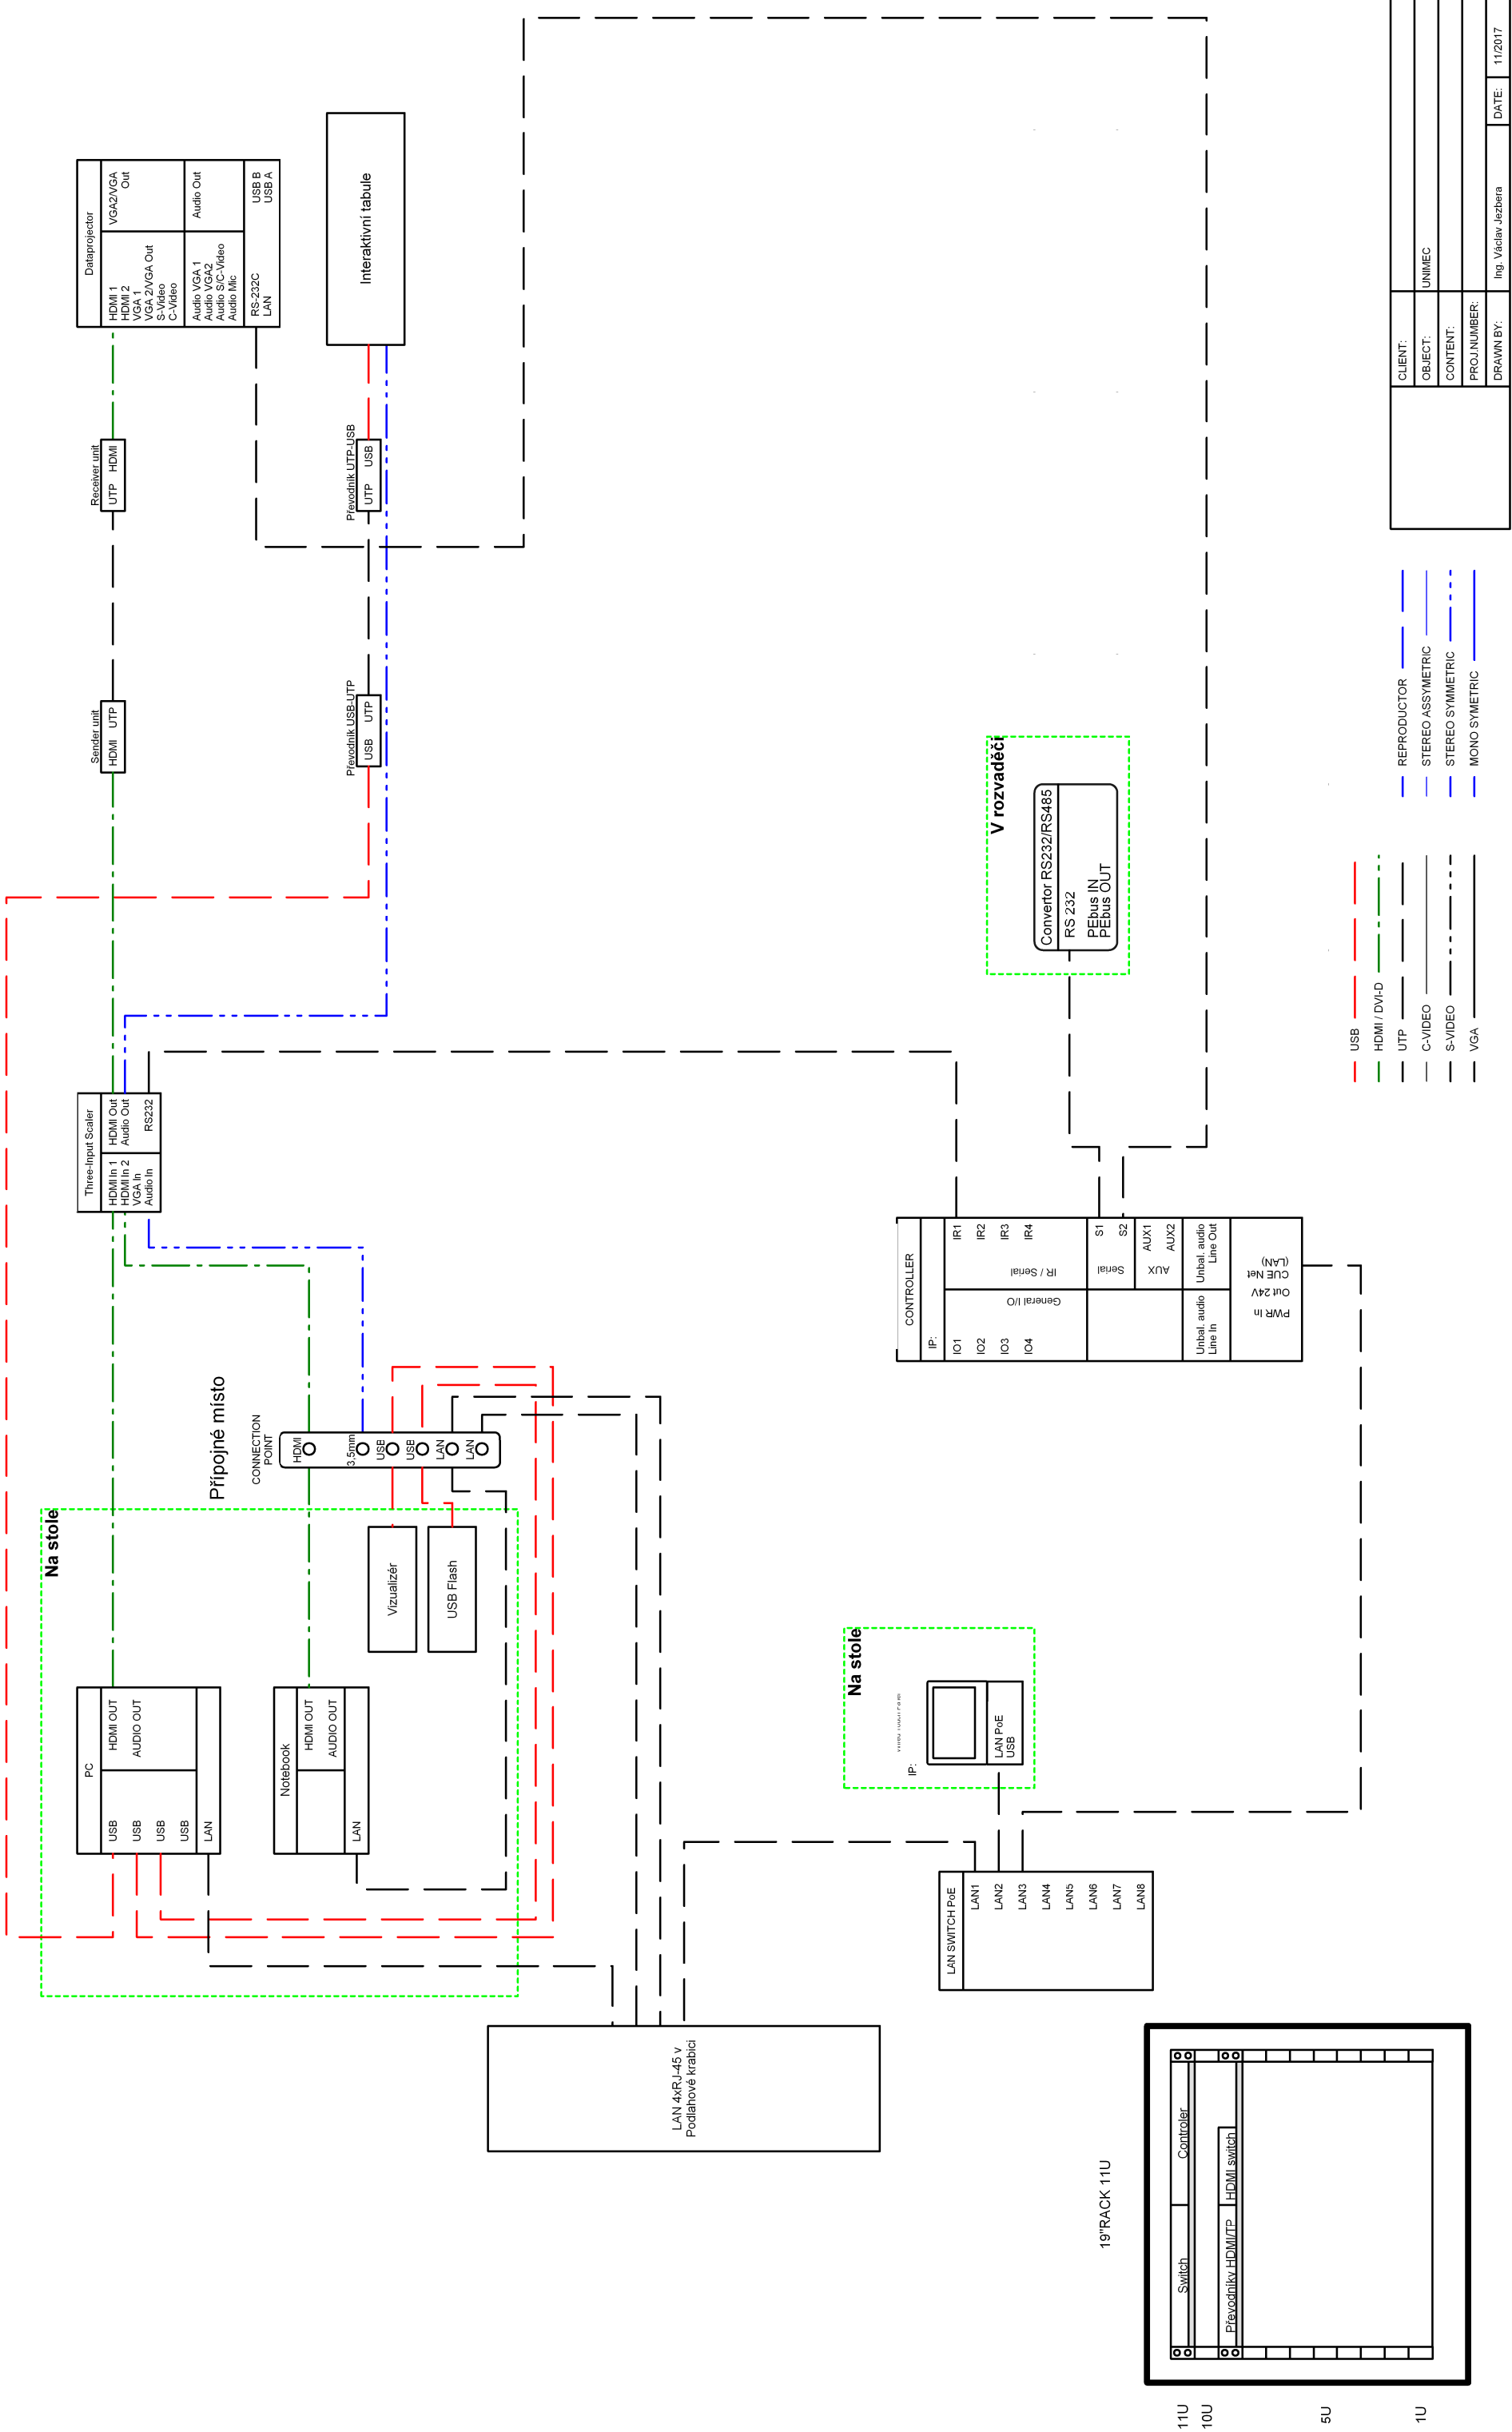 Dataprojector
HDMI 1
HDMI 2
VGA 1
VGA 2/VGA Out
S-Video
C-Video
VGA2/VGA
Out
Audio VGA 1
Audio VGA2
Audio S/C-Video
Audio Mic
Audio Out
RS-232C
LAN
USB B
USB A
Interaktivní tabule
Receiver unit
UTP HDMI
Převodník UTP-USB
UTP USB
Sender unit
HDMI UTP
Převodník USB-UTP
USB UTP
Three-Input Scaler
HDMI In 1
HDMI In 2
VGA In
Audio In
HDMI Out
Audio Out
RS232
Přípojné místo
CONNECTION
POINT
HDMI
3,5mm
USB
USB
LAN
LAN
Na stole
PC
USB
USB
USB
USB
HDMI OUT
AUDIO OUT
LAN
Notebook
HDMI OUT
AUDIO OUT
LAN
Vizualizér
USB Flash
LAN 4xRJ-45 v
Podlahové krabici
V rozvaděči
Convertor RS232/RS485
RS 232
PEbus IN
PEbus OUT
CONTROLLER
IP:
IO1
IO2
IO3
IO4
General I/O
IR1
IR2
IR3
IR4
IR / Serial
S1
S2
Serial
AUX1
AUX2
AUX
Unbal. audio
Line In
Unbal. audio
Line Out
PWR In
Out 24V
CUE Net
(LAN)
Na stole
IP:
LAN PoE
USB
LAN SWITCH PoE
LAN1
LAN2
LAN3
LAN4
LAN5
LAN6
LAN7
LAN8
19"RACK 11U
Switch
Controler
Převodníky HDMI/TP
HDMI switch
11U
10U
5U
1U
USB
HDMI / DVI-D
UTP
C-VIDEO
S-VIDEO
VGA
REPRODUCTOR
STEREO ASSYMETRIC
STEREO SYMMETRIC
MONO SYMETRIC
CLIENT:
OBJECT:
UNIMEC
CONTENT:
PROJ.NUMBER:
DRAWN BY:
Ing. Václav Jezbera
DATE:
11/2017